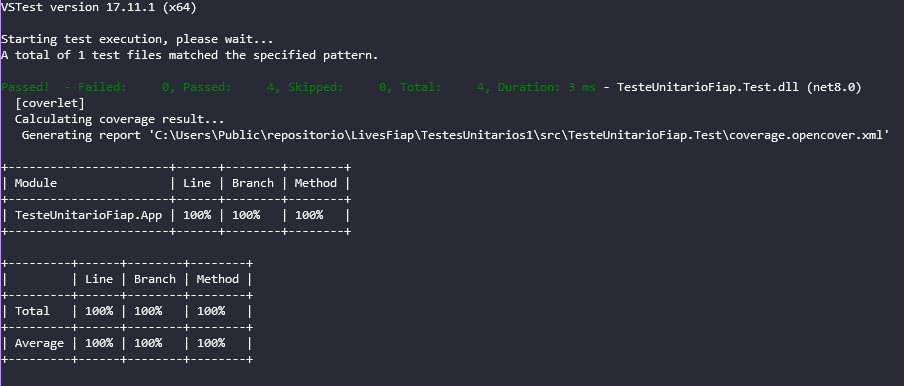 VSTest version 17.11.1 (x64)
Starting test execution, please wait...
A total of 1 test files matched the specified pattern.
Passed!  - Failed:     0, Passed:     4, Skipped:     0, Total:     4, Duration: 3 ms - TesteUnitarioFiap.Test.dll (net8.0)
  [coverlet]
  Calculating coverage result...
   Generating report 'C:\Users\Public\repositorio\LivesFiap\TestesUnitarios1\src\TesteUnitarioFiap.Test\coverage.opencover.xml'
+-----------------------+------+--------+--------+
| Module                | Line | Branch | Method |
+-----------------------+------+--------+--------+
| TesteUnitarioFiap.App | 100% | 100%   | 100%   |
+-----------------------+------+--------+--------+
+---------+------+--------+--------+
|         | Line | Branch | Method |
+---------+------+--------+--------+
| Total   | 100% | 100%   | 100%   |
+---------+------+--------+--------+
| Average | 100% | 100%   | 100%   |
+---------+------+--------+--------+